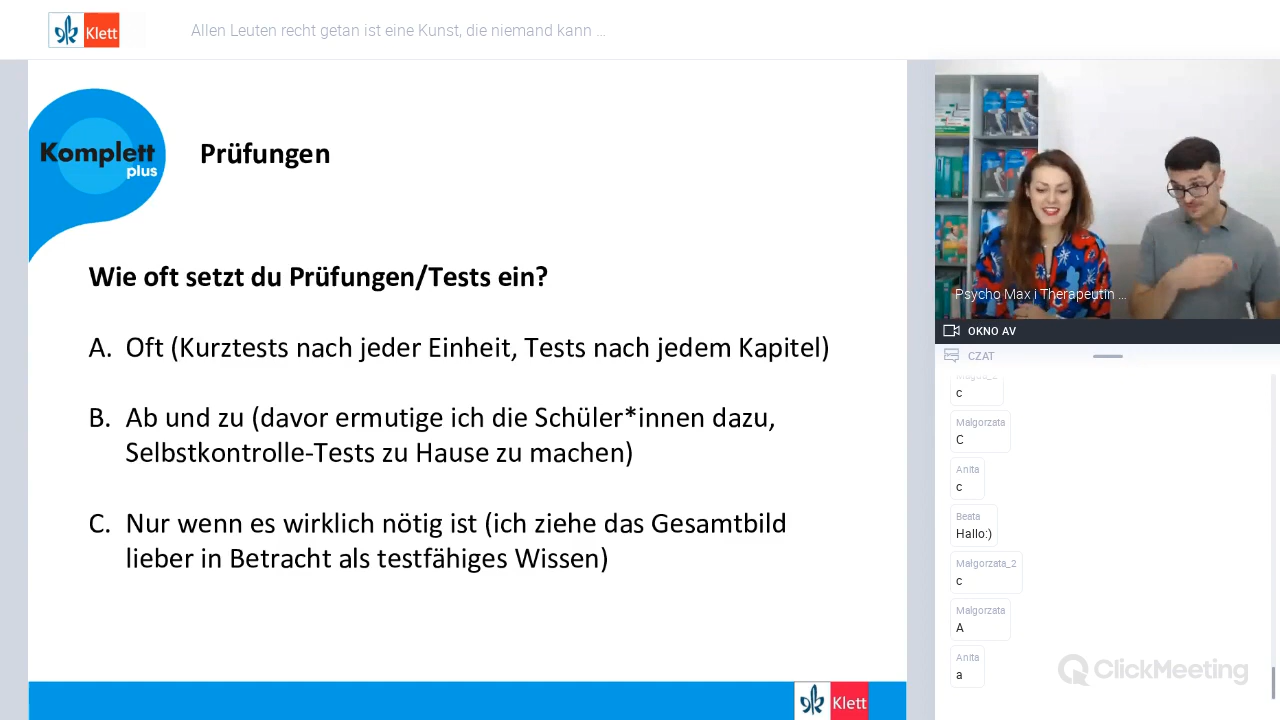 Klett
Allen Leuten recht getan ist eine Kunst, die niemand kann ...
Komplett
plus
Prüfungen
Wie oft setzt du Prüfungen/Tests ein?
A. Oft (Kurztests nach jeder Einheit, Tests nach jedem Kapitel)
B. Ab und zu (davor ermutige ich die Schüler*innen dazu,
Selbstkontrolle-Tests zu Hause zu machen)
C. Nur wenn es wirklich nötig ist (ich ziehe das Gesamtbild
lieber in Betracht als testfähiges Wissen)
Klett
Psycho Max i Therapeutin ...
OKNO AV
CZAT
c
Malgorzata
C
Anita
c
Beata
Hallo:)
Małgorzata_2
c
Malgorzata
A
Anita
a
ClickMeeting